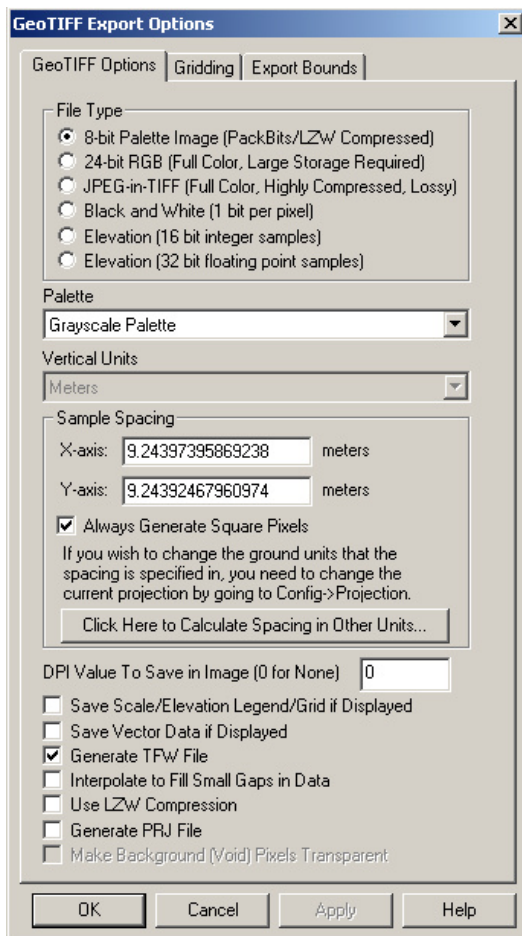 GeoTIFF Export Options
GeoTIFF Options
Gridding
Export Bounds
File Type
8-bit Palette Image (PackBits/LZW Compressed)
24-bit RGB (Full Color, Large Storage Required)
JPEG-in-TIFF (Full Color, Highly Compressed, Lossy)
Black and White (1 bit per pixel)
Elevation (16 bit integer samples)
Elevation (32 bit floating point samples)
Palette
Grayscale Palette
Vertical Units
Meters
Sample Spacing
X-axis: 9.24397395869238 meters
Y-axis: 9.24392467960974 meters
Always Generate Square Pixels
If you wish to change the ground units that the
spacing is specified in, you need to change the
current projection by going to Config->Projection.
Click Here to Calculate Spacing in Other Units...
DPI Value To Save in Image (0 for None) 0
Save Scale/Elevation Legend/Grid if Displayed
Save Vector Data if Displayed
Generate TFW File
Interpolate to Fill Small Gaps in Data
Use LZW Compression
Generate PRJ File
Make Background (Void) Pixels Transparent
OK
Cancel
Apply
Help